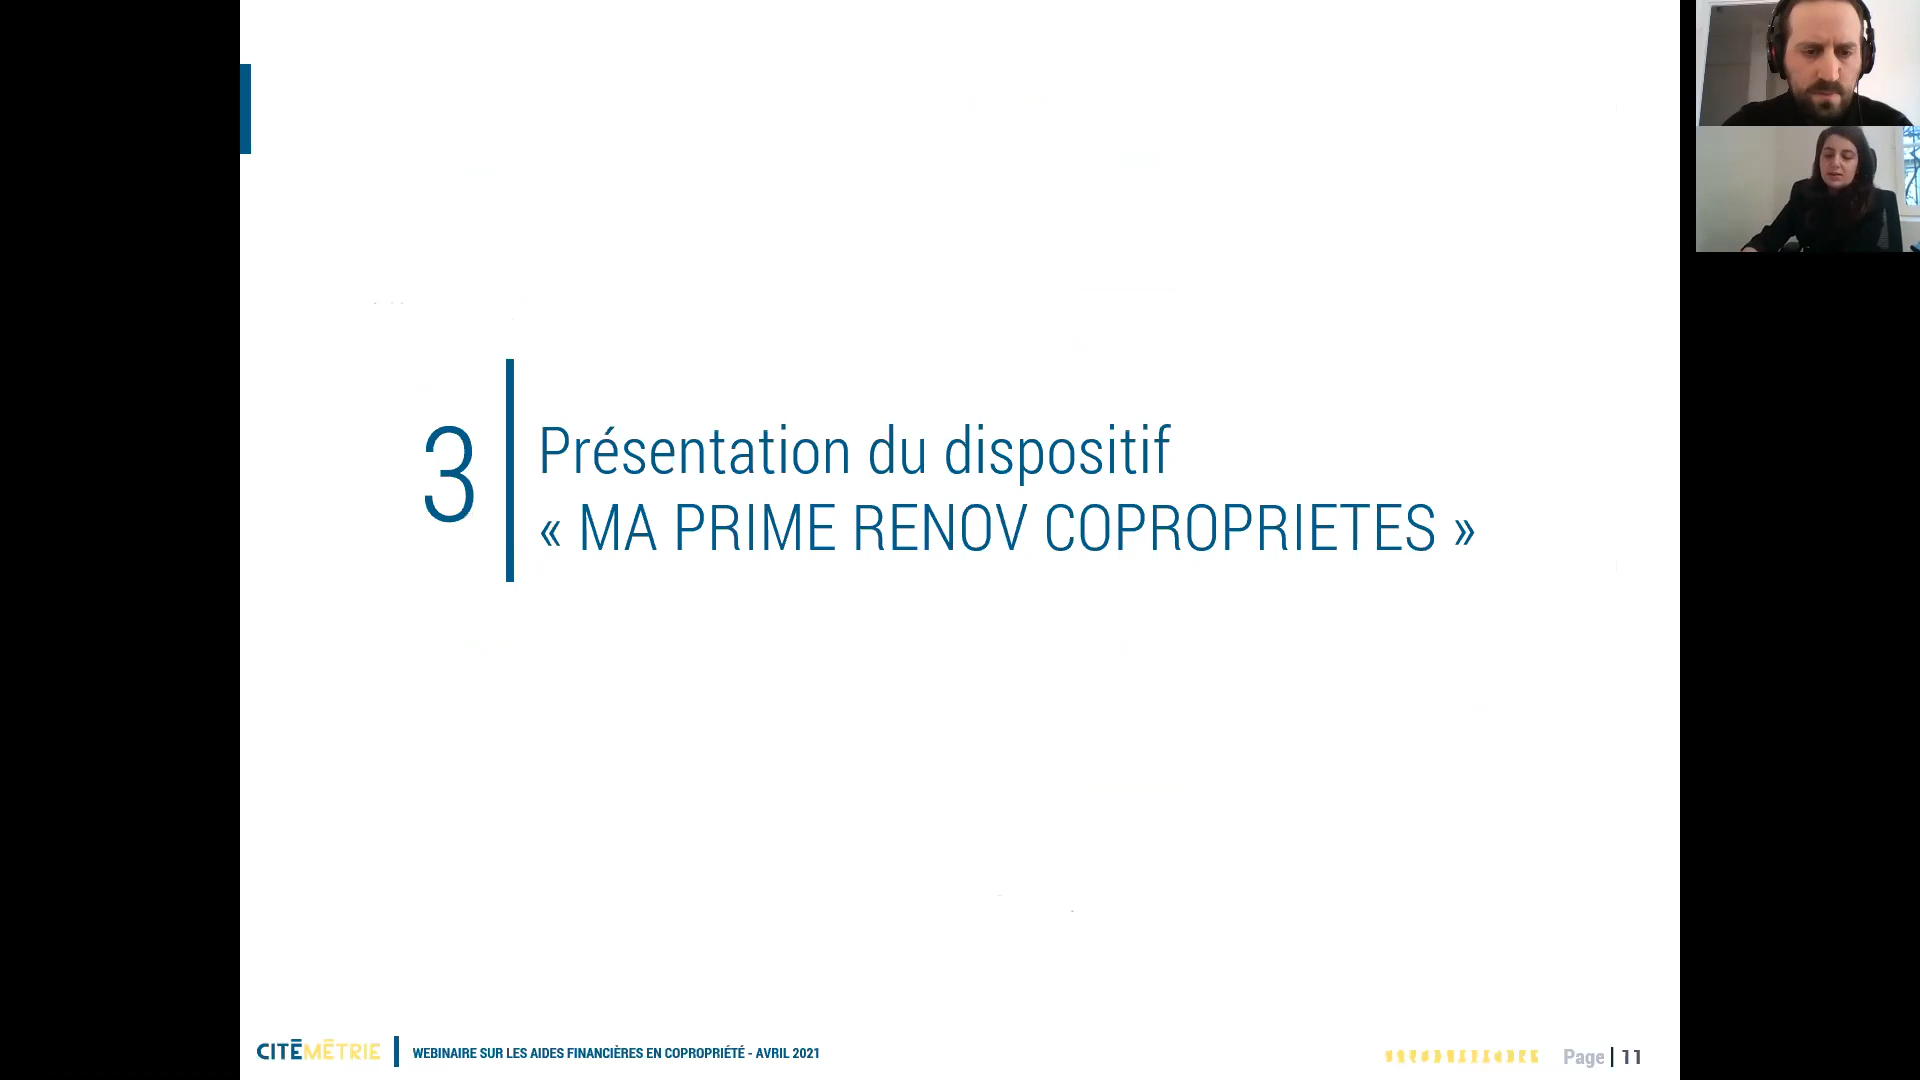 3
Présentation du dispositif
« MA PRIME RENOV COPROPRIETES »
CITĒMĒTRIE
WEBINAIRE SUR LES AIDES FINANCIÈRES EN COPROPRIÉTÉ - AVRIL 2021
Page | 11